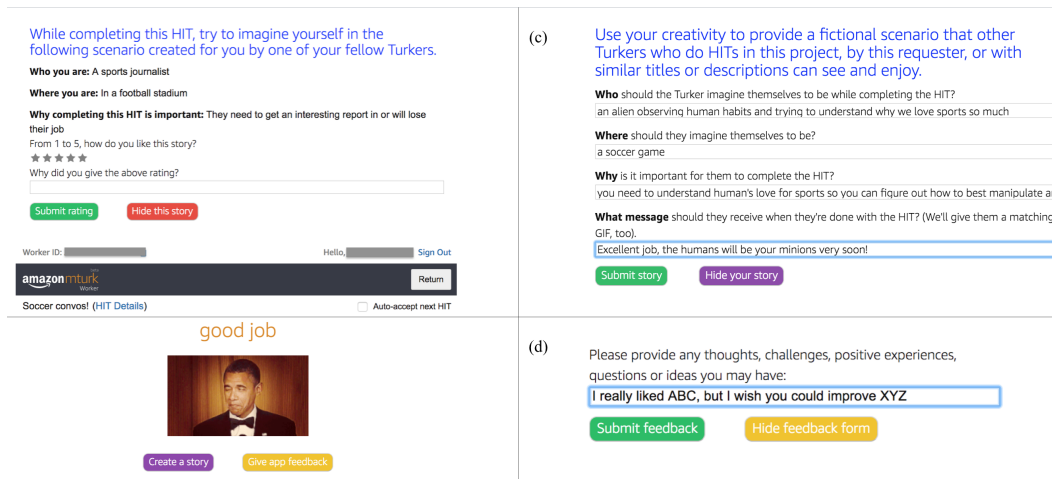 While completing this HIT, try to imagine yourself in the
following scenario created for you by one of your fellow Turkers.
Who you are: A sports journalist
Where you are: In a football stadium
Why completing this HIT is important: They need to get an interesting report in or will lose
their job
From 1 to 5, how do you like this story?
Why did you give the above rating?
Submit rating
Hide this story
Worker ID:
Hello,
Sign Out
amazonmturk
beta
Worker
Return
Soccer convos! (HIT Details)
Auto-accept next HIT
(c)
Use your creativity to provide a fictional scenario that other
Turkers who do HITs in this project, by this requester, or with
similar titles or descriptions can see and enjoy.
Who should the Turker imagine themselves to be while completing the HIT?
an alien observing human habits and trying to understand why we love sports so much
Where should they imagine themselves to be?
a soccer game
Why is it important for them to complete the HIT?
you need to understand human's love for sports so you can figure out how to best manipulate
What message should they receive when they're done with the HIT? (We'll give them a matching
GIF, too).
Excellent job, the humans will be your minions very soon!
Submit story
Hide your story
good job
Create a story
Give app feedback
(d)
Please provide any thoughts, challenges, positive experiences,
questions or ideas you may have:
I really liked ABC, but I wish you could improve XYZ
Submit feedback
Hide feedback form